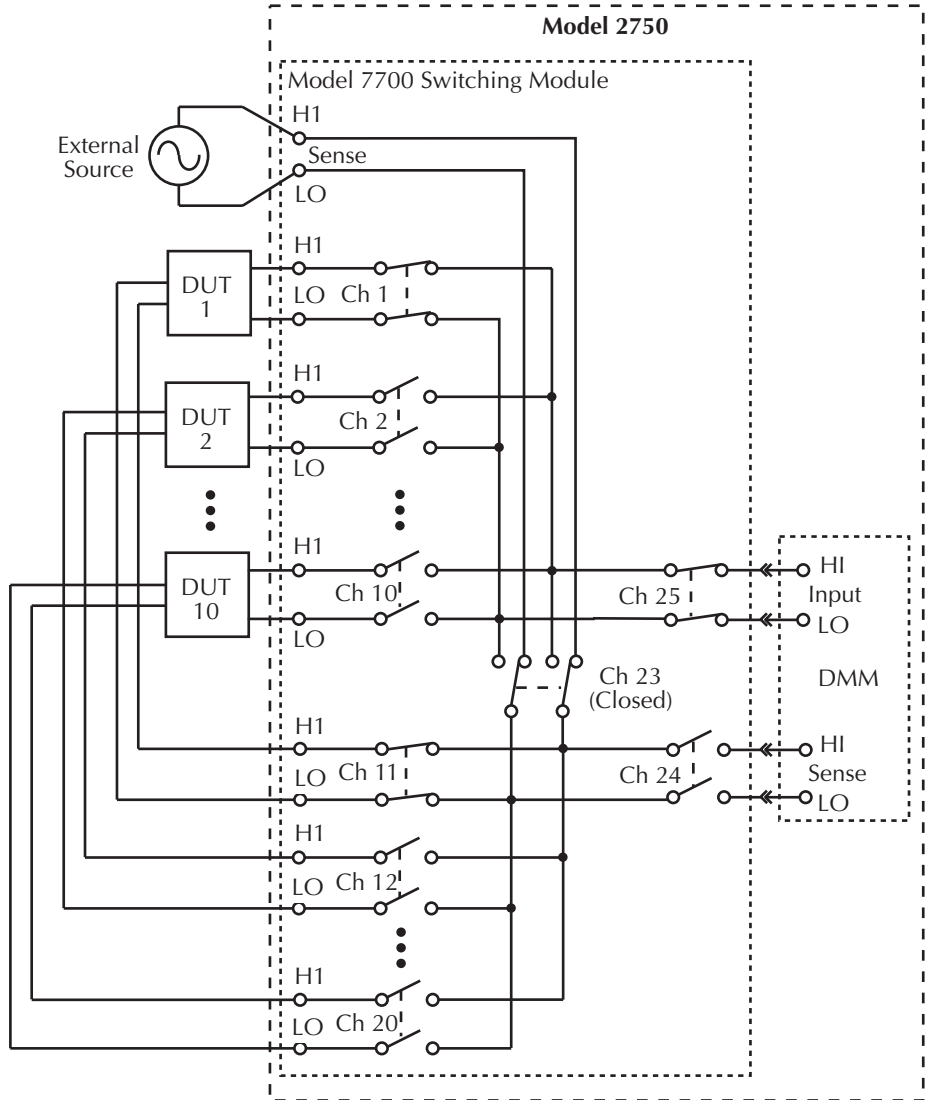 Model 2750
Model 7700 Switching Module
H1
External
Source
Sense
LO
H1
DUT
1
LO Ch 1
H1
DUT
2
Ch 2
LO
H1
DUT
10
Ch 10
LO
Ch 25
HI
Input
LO
Ch 23
(Closed)
DMM
H1
LO Ch 11
Ch 24
HI
Sense
LO
H1
LO Ch 12
H1
LO Ch 20